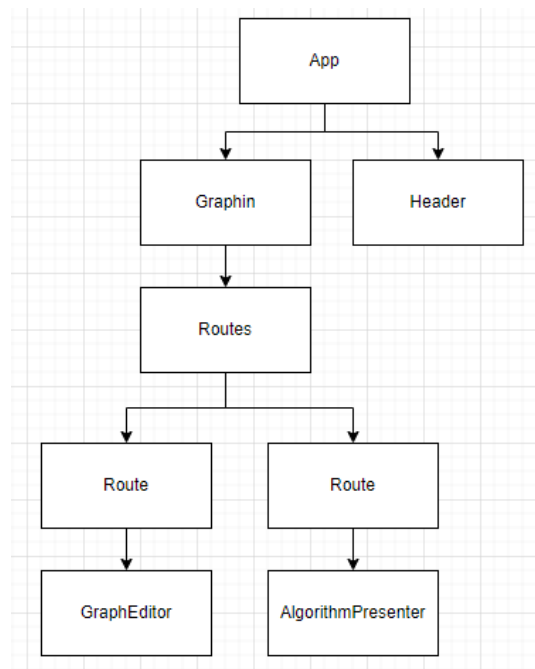 App
Graphin
Header
Routes
Route
Route
GraphEditor
AlgorithmPresenter